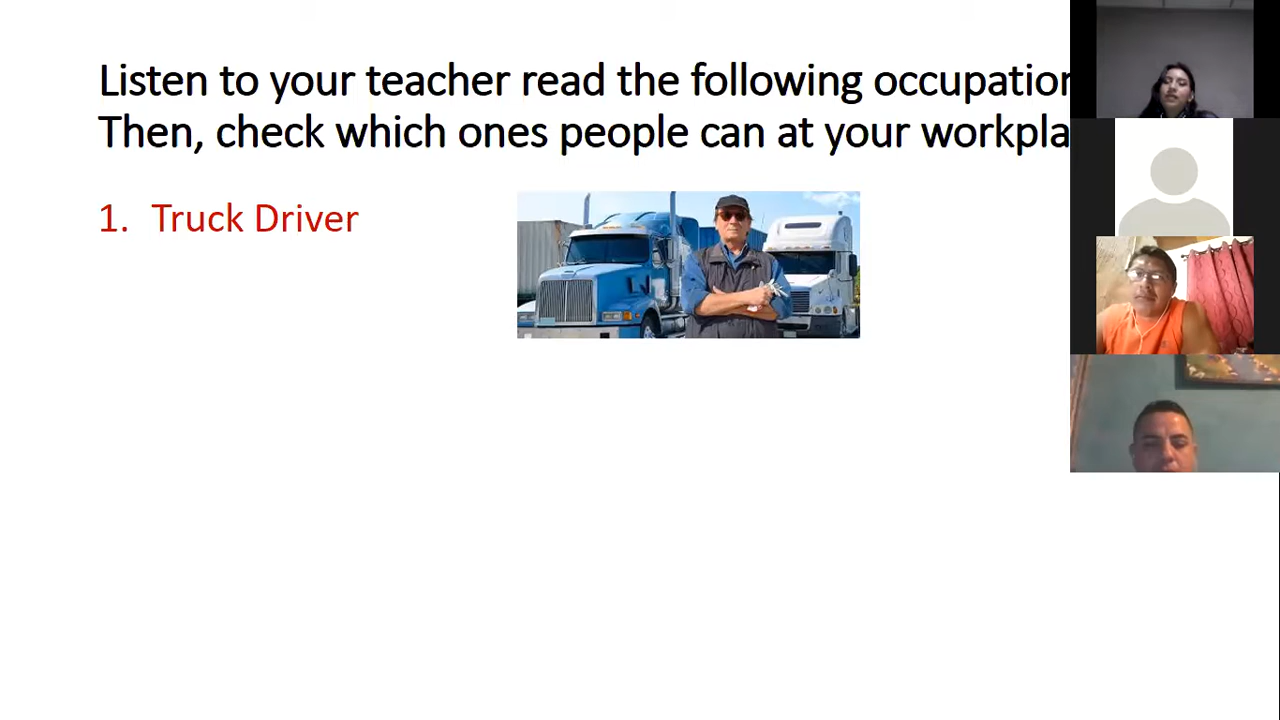 Listen to your teacher read the following occupation
Then, check which ones people can at your workpla
1. Truck Driver